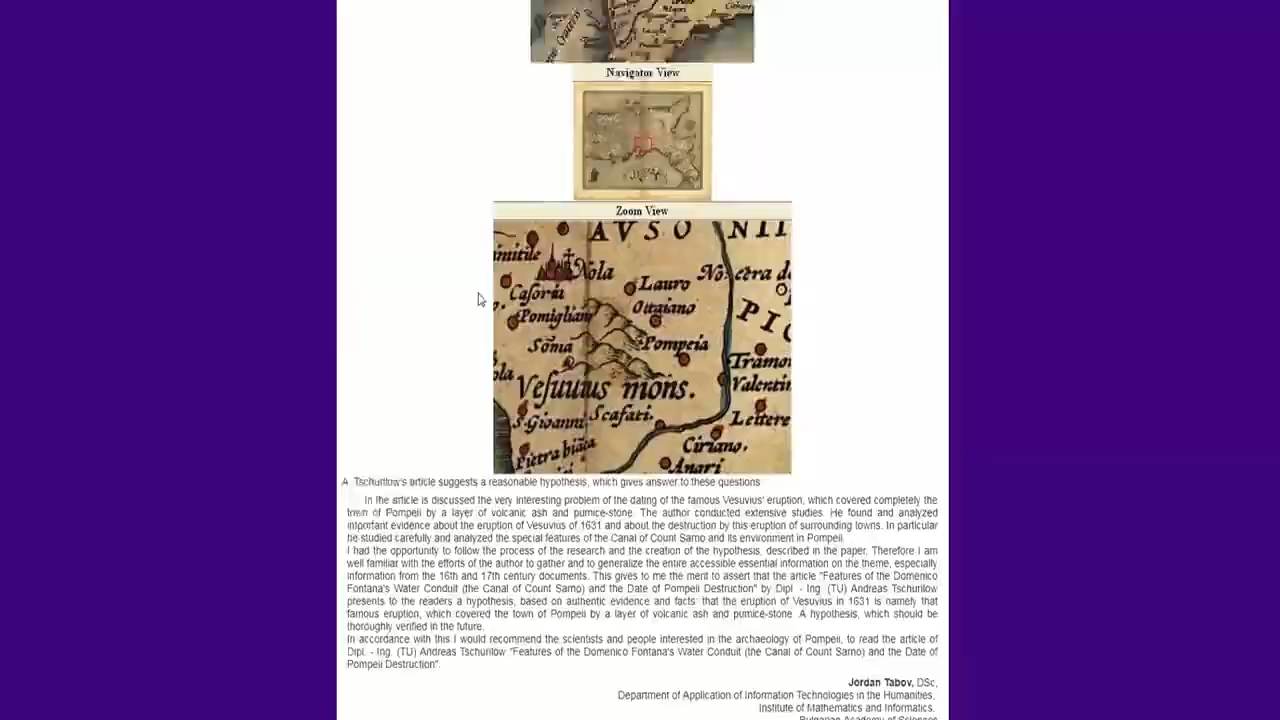 Navigator View
Zoom View
AVSO NII
imitile
Nola
Nocera de
Lauro
Casoria
Ottaiano
Pomiglian
PIC
Soma
Pompeia
Tramon
ola
Vesuuius mons.
Valentin
S. Giovanni
Scafati.
Lettere
Pietra biãca
Ciriano.
Angri
A. Tschurilow's article suggests a reasonable hypothesis, which gives answer to these questions
In the article is discussed the very interesting problem of the dating of the famous Vesuvius' eruption, which covered completely the
town of Pompeii by a layer of volcanic ash and pumice-stone. The author conducted extensive studies. He found and analyzed
important evidence about the eruption of Vesuvius of 1631 and about the destruction by this eruption of surrounding towns. In particular
he studied carefully and analyzed the special features of the Canal of Count Sarno and its environment in Pompeii.
I had the opportunity to follow the process of the research and the creation of the hypothesis, described in the paper. Therefore I am
well familiar with the efforts of the author to gather and to generalize the entire accessible essential information on the theme, especially
information from the 16th and 17th century documents. This gives to me the merit to assert that the article "Features of the Domenico
Fontana's Water Conduit (the Canal of Count Sarno) and the Date of Pompeii Destruction" by Dipl. - Ing. (TU) Andreas Tschurilow
presents to the readers a hypothesis, based on authentic evidence and facts: that the eruption of Vesuvius in 1631 is namely that
famous eruption, which covered the town of Pompeii by a layer of volcanic ash and pumice-stone. A hypothesis, which should be
thoroughly verified in the future.
In accordance with this I would recommend the scientists and people interested in the archaeology of Pompeii, to read the article of
Dipl. - Ing. (TU) Andreas Tschurilow "Features of the Domenico Fontana's Water Conduit (the Canal of Count Sarno) and the Date of
Pompeii Destruction".
Jordan Tabov, DSc,
Department of Application of Information Technologies in the Humanities,
Institute of Mathematics and Informatics,
Bulgarian Academy of Sciences